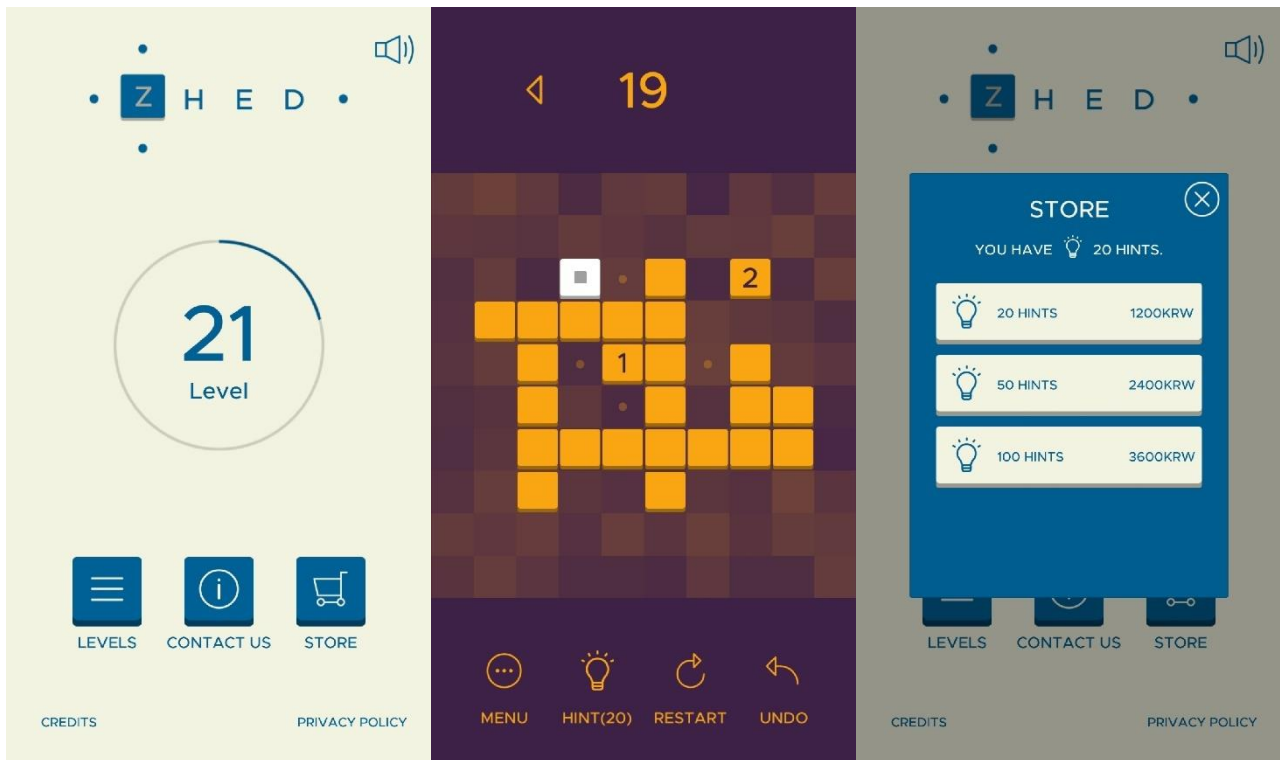 Z H E D
21
Level
LEVELS
CONTACT US
STORE
CREDITS
PRIVACY POLICY
19
2
1
MENU
HINT(20)
RESTART
UNDO
Z H E D
STORE
YOU HAVE 20 HINTS.
20 HINTS 1200KRW
50 HINTS 2400KRW
100 HINTS 3600KRW
LEVELS
CONTACT US
STORE
CREDITS
PRIVACY POLICY